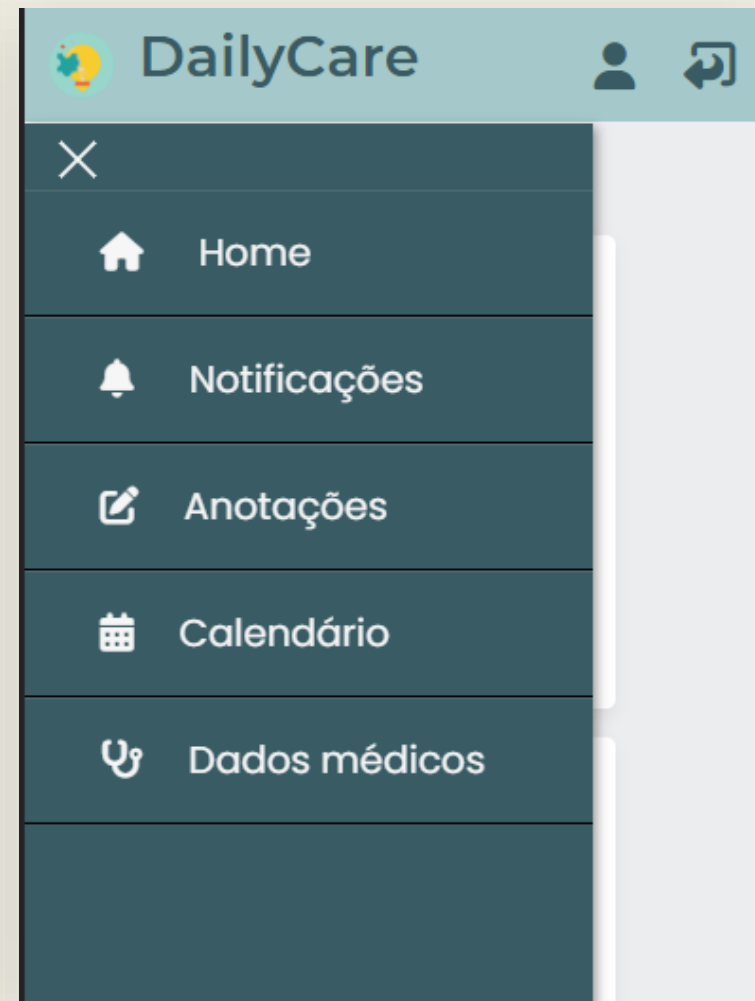 DailyCare
Home
Notificações
Anotações
Calendário
Dados médicos